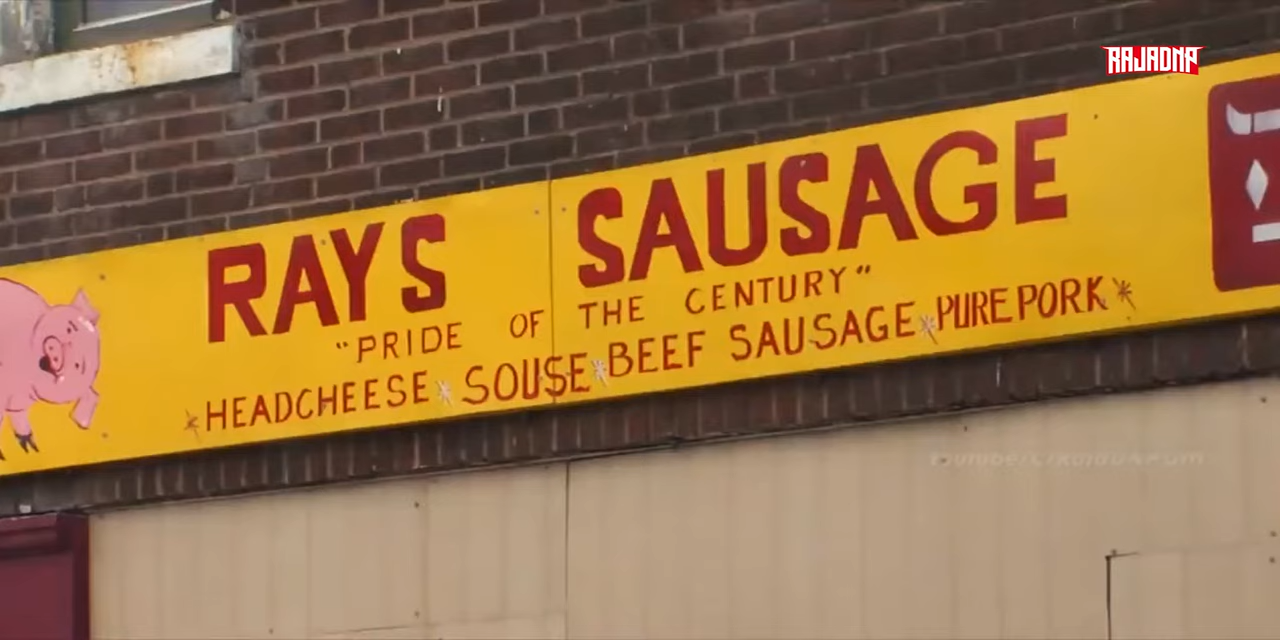 RAJADNA
RAYS SAUSAGE
"PRIDE OF THE CENTURY"
*HEADCHEESE*SOUSE*BEEF SAUSAGE*PURE PORK*